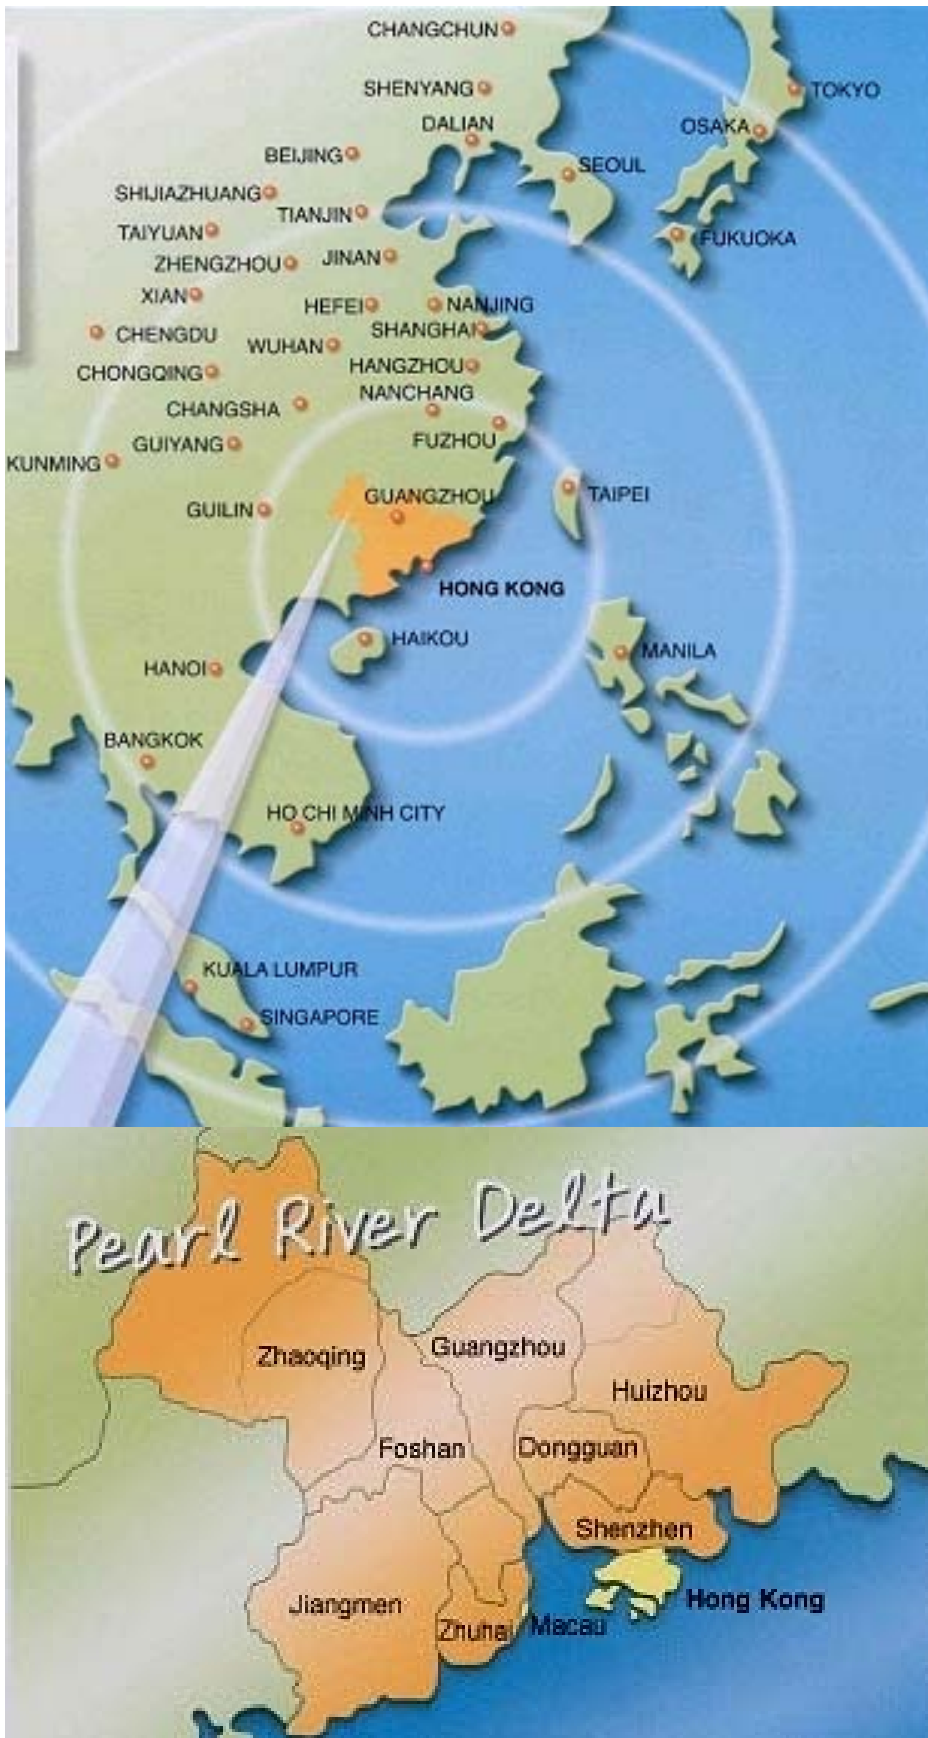 CHANGCHUN
SHENYANG
TOKYO
DALIAN
OSAKA
BEIJING
SEOUL
SHIJIAZHUANG
TIANJIN
TAIYUAN
FUKUOKA
JINAN
ZHENGZHOU
XIAN
HEFEI
NANJING
SHANGHAI
CHENGDU
WUHAN
HANGZHOU
CHONGQING
NANCHANG
CHANGSHA
FUZHOU
GUIYANG
KUNMING
GUANGZHOU
TAIPEI
GUILIN
HONG KONG
HAIKOU
MANILA
HANOI
BANGKOK
HO CHI MINH CITY
KUALA LUMPUR
SINGAPORE
Pearl River Delta
Guangzhou
Zhaoqing
Huizhou
Foshan
Dongguan
Shenzhen
Hong Kong
Jiangmen
Macau
Zhuhai